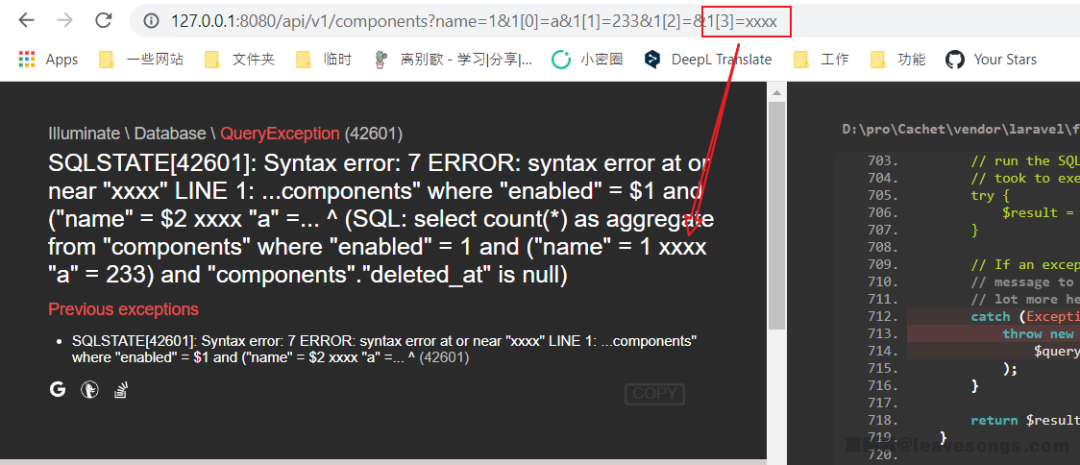 127.0.0.1:8080/api/v1/components?name=1&1[0]=a&1[1]=233&1[2]=&1[3]=xxxx
Apps 一些网站 文件夹 临时 离别歌 - 学习|分享|... 小密圈 DeepL Translate 工作 功能 Your Stars
Illuminate \ Database \ QueryException (42601)
SQLSTATE[42601]: Syntax error: 7 ERROR: syntax error at or
near "xxxx" LINE 1: ...components" where "enabled" = $1 and
("name" = $2 xxxx "a" =... ^ (SQL: select count(*) as aggregate
from "components" where "enabled" = 1 and ("name" = 1 xxxx
"a" = 233) and "components"."deleted_at" is null)
Previous exceptions
• SQLSTATE[42601]: Syntax error: 7 ERROR: syntax error at or near "xxxx" LINE 1: ...components"
where "enabled" = $1 and ("name" = $2 xxxx "a" =... ^ (42601)
G
COPY
D:\pro\Cachet\vendor\laravel\f
703. // run the SQL
704. // took to exe
705. try {
706. $result =
707. }
708.
709. // If an excep
710. // message to
711. // lot more he
712. catch (Excepti
713. throw new
714. $query
715. );
716. }
717.
718. return $result
719. }
720.
@leavesongs.com